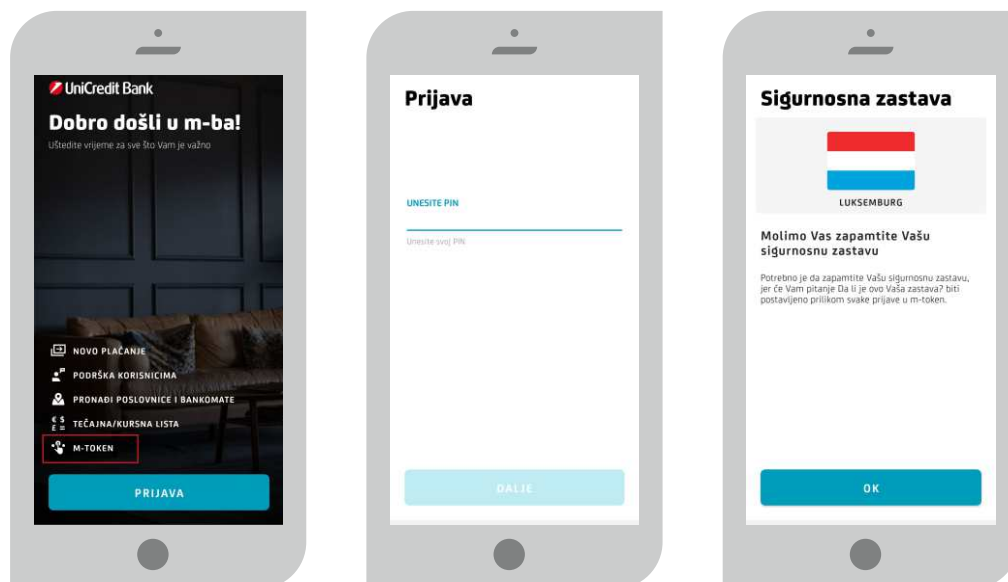 UniCredit Bank
Dobro došli u m-ba!
Uštedite vrijeme za sve što Vam je važno
NOVO PLAĆANJE
PODRŠKA KORISNICIMA
PRONAĐI POSLOVNICE I BANKOMATE
TEČAJNA/KURSNA LISTA
M-TOKEN
PRIJAVA
Prijava
UNESITE PIN
Unesite svoj PIN
DALJE
Sigurnosna zastava
LUKSEMBURG
Molimo Vas zapamtite Vašu
sigurnosnu zastavu
Potrebno je da zapamtite Vašu sigurnosnu zastavu,
jer će Vam pitanje Da li je ovo Vaša zastava? biti
postavljeno prilikom svake prijave u m-token.
OK